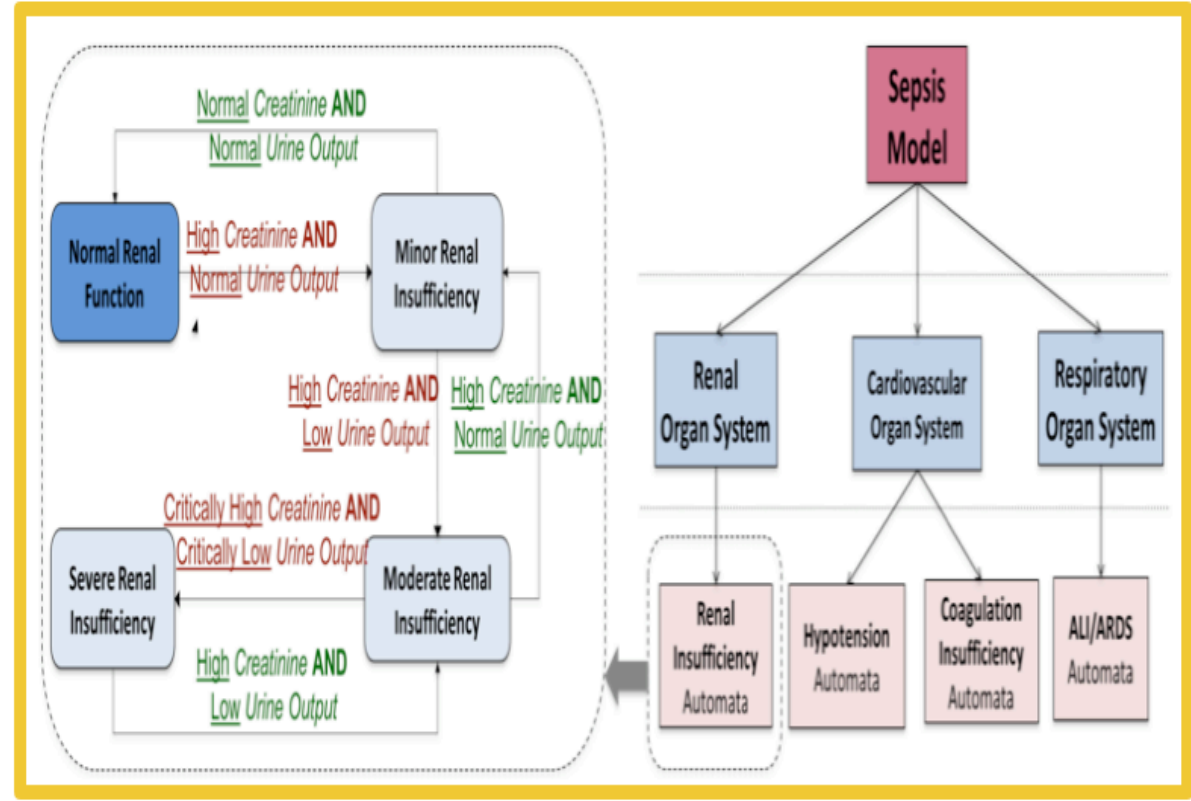 Normal Creatinine AND
Normal Urine Output
Normal Renal
Function
High Creatinine AND
Normal Urine Output
Minor Renal
Insufficiency
High Creatinine AND
Low Urine Output
High Creatinine AND
Normal Urine Output
Critically High Creatinine AND
Critically Low Urine Output
Severe Renal
Insufficiency
Moderate Renal
Insufficiency
High Creatinine AND
Low Urine Output
Sepsis
Model
Renal
Organ System
Cardiovascular
Organ System
Respiratory
Organ System
Renal
Insufficiency
Automata
Hypotension
Automata
Coagulation
Insufficiency
Automata
ALI/ARDS
Automata